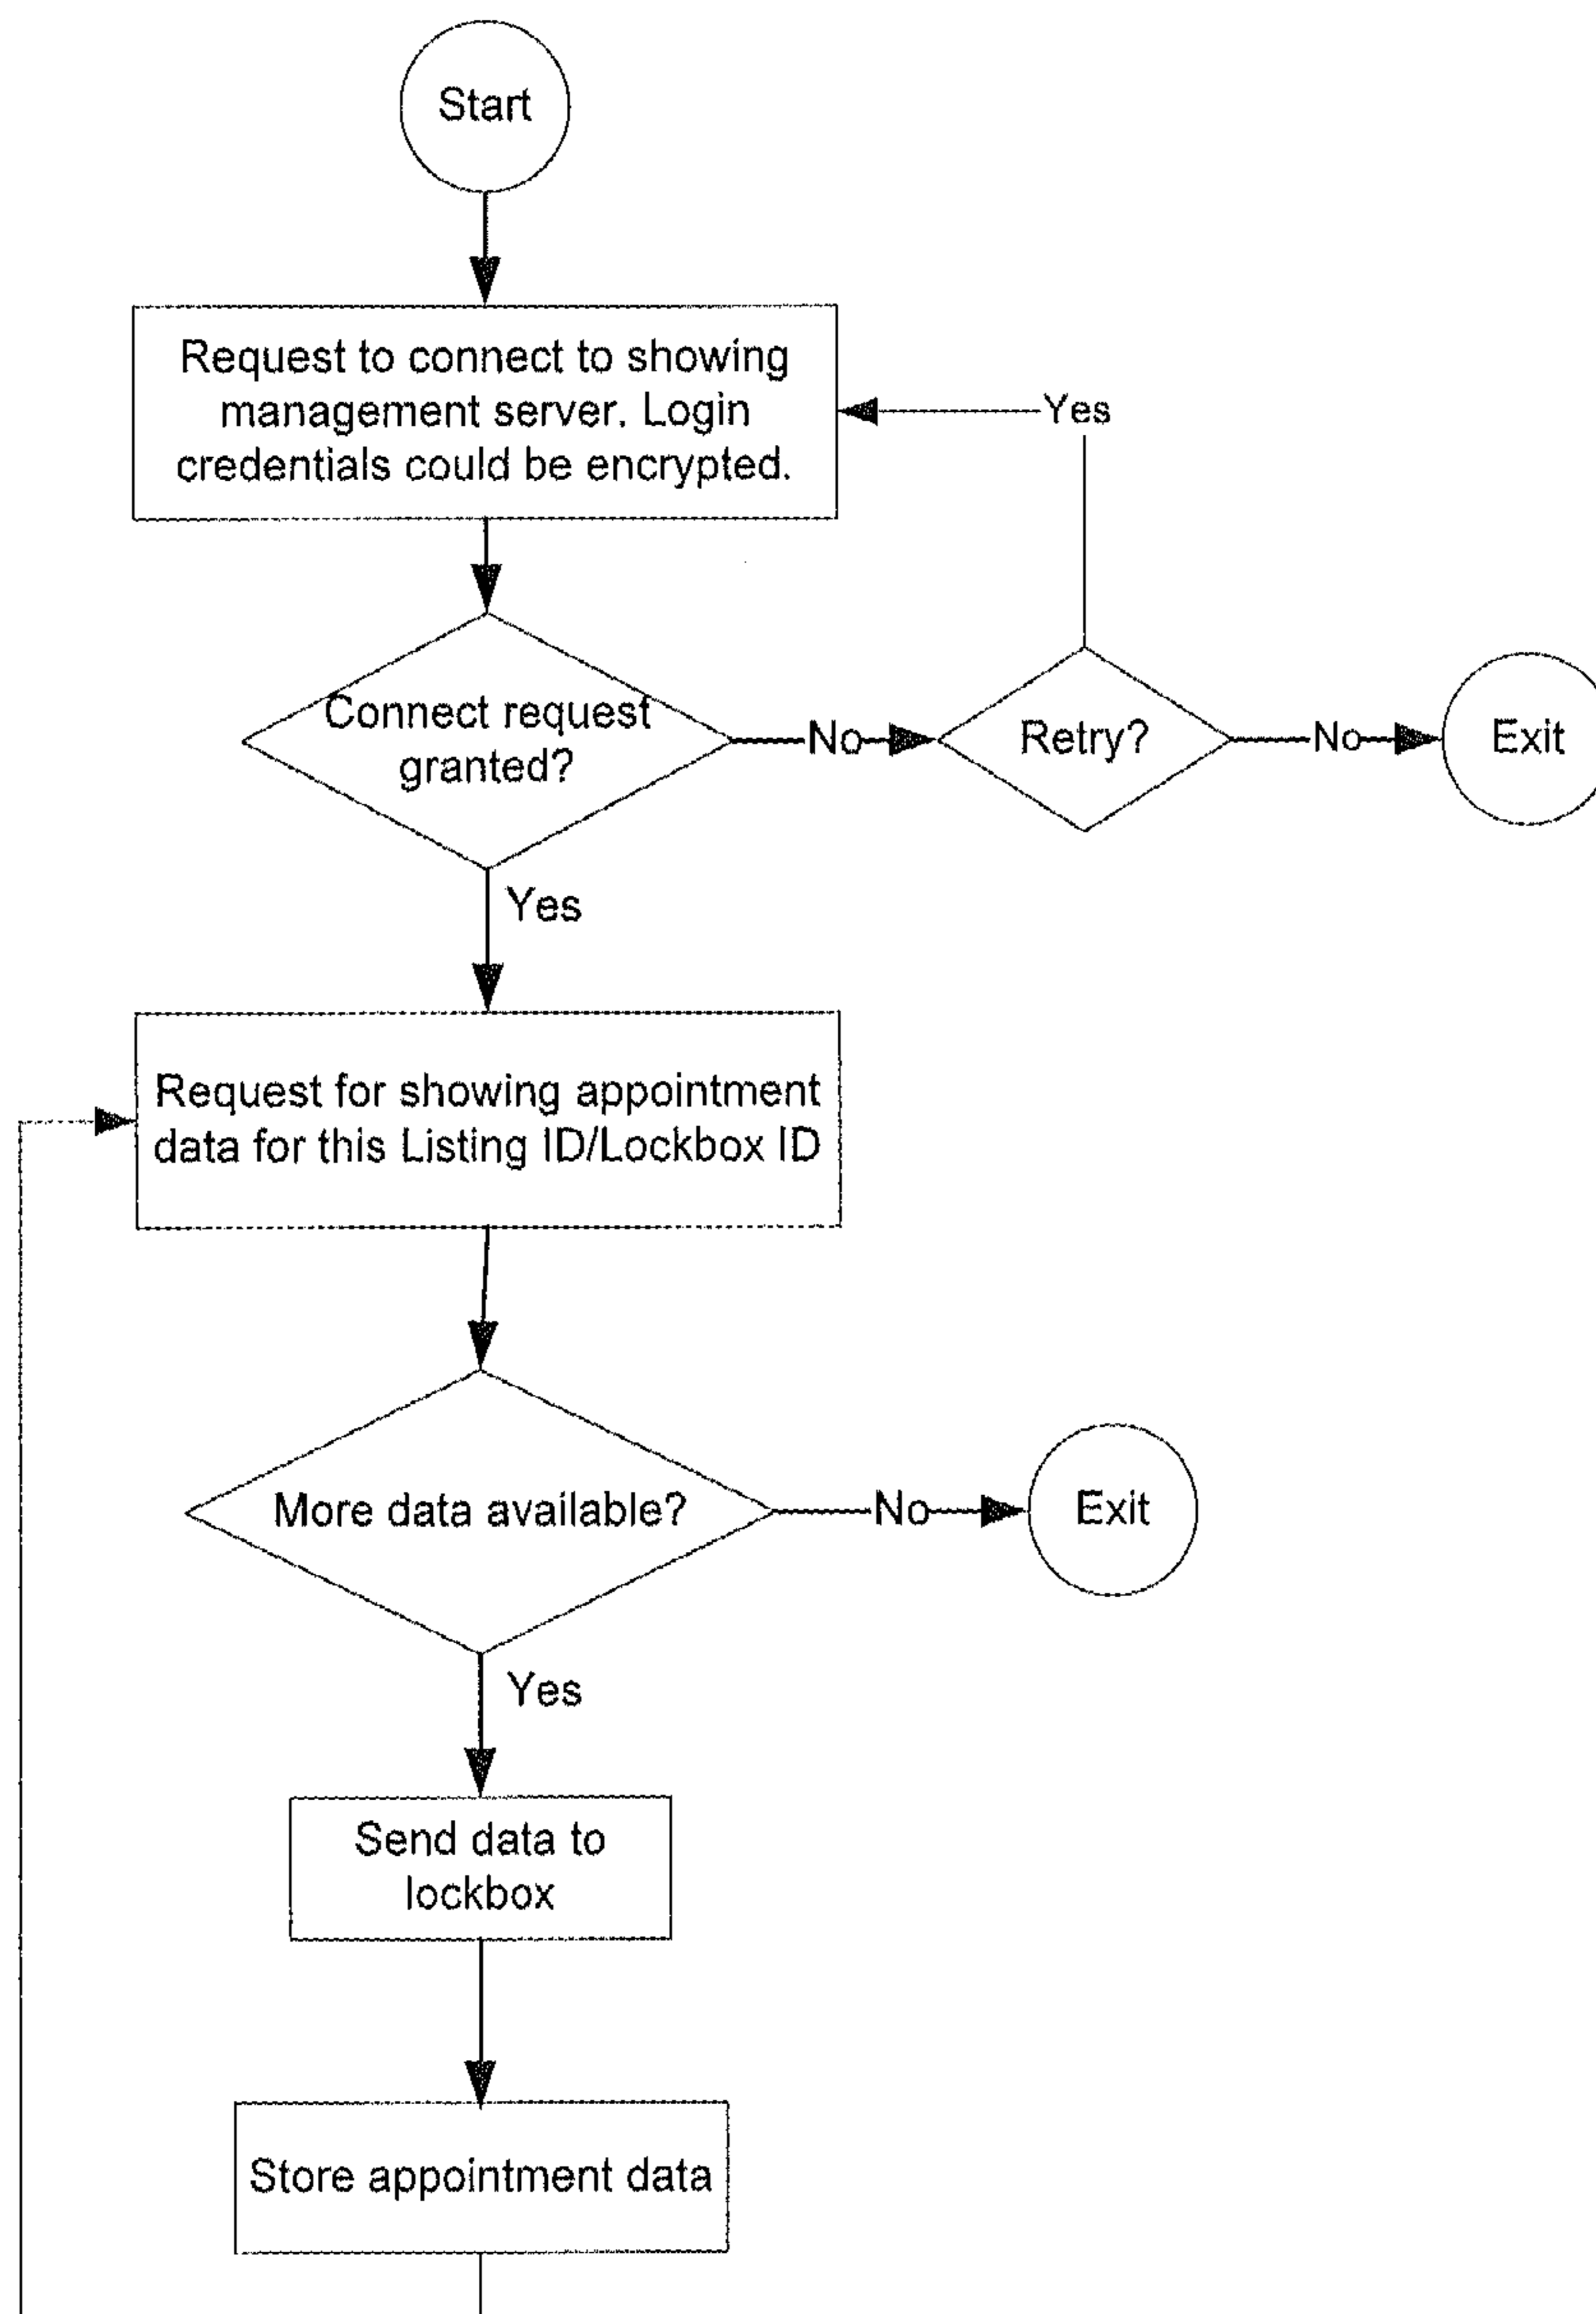 Start
Request to connect to showing
management server. Login
credentials could be encrypted.
Yes
Connect request
granted?
No
Retry?
No
Exit
Yes
Request for showing appointment
data for this Listing ID/Lockbox ID
More data available?
No
Exit
Yes
Send data to
lockbox
Store appointment data